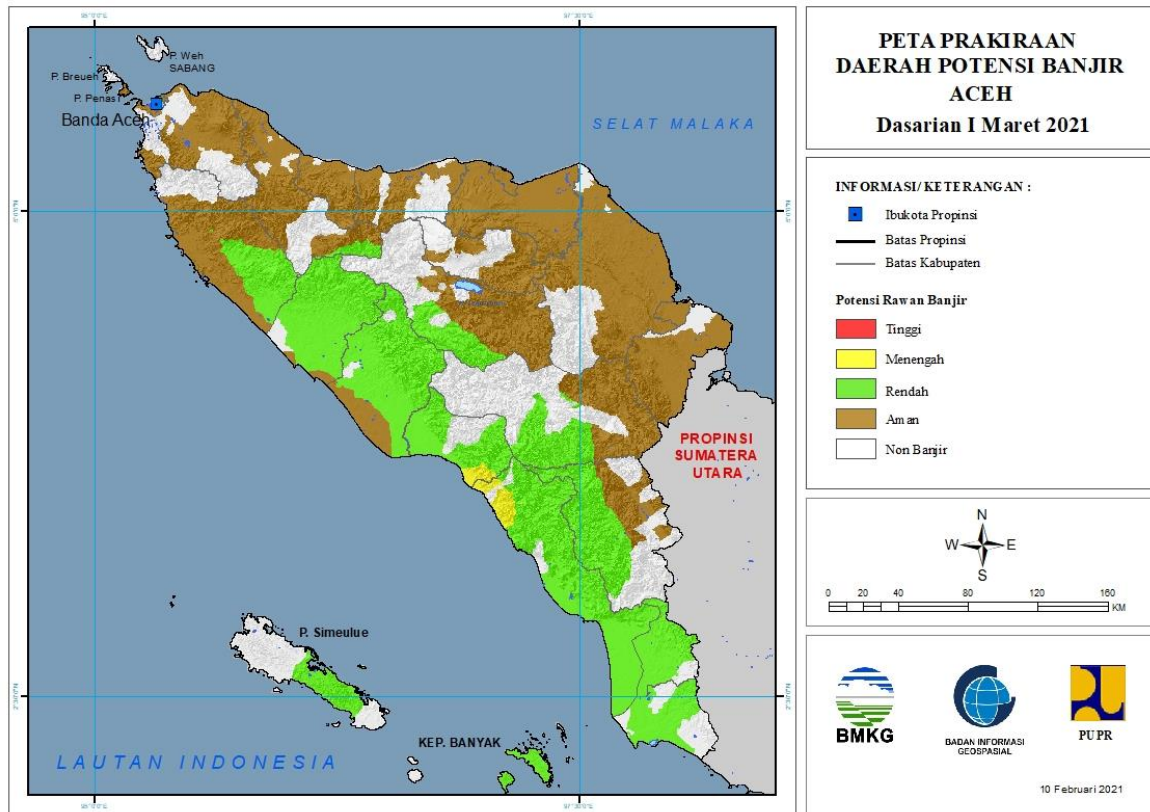 PETA PRAKIRAAN
DAERAH POTENSI BANJIR
ACEH
Dasarian I Maret 2021
INFORMASI/ KETERANGAN :
Ibukota Propinsi
Batas Propinsi
Batas Kabupaten
Potensi Rawan Banjir
Tinggi
Menengah
Rendah
Aman
Non Banjir
N
W E
S
0 20 40 80 120 160
KM
BMKG
BADAN INFORMASI
GEOSPASIAL
PUPR
10 Februari 2021
P. Weh
SABANG
P. Breueh
P. Penasi
Banda Aceh
SELAT MALAKA
PROPINSI
SUMATERA
UTARA
P. Simeulue
KEP. BANYAK
LAUTAN INDONESIA